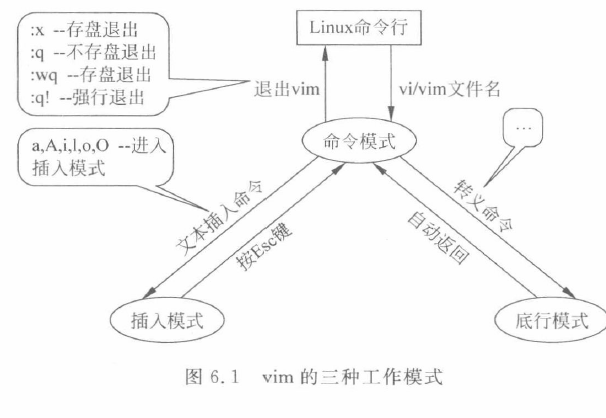 :x --存盘退出
:q --不存盘退出
:wq --存盘退出
:q! --强行退出
Linux命令行
退出vim
vi/vim文件名
命令模式
...
a,A,i,l,o,O --进入
插入模式
文本插入命令
按Esc键
转义命令
自动返回
插入模式
底行模式
图 6.1 vim 的三种工作模式